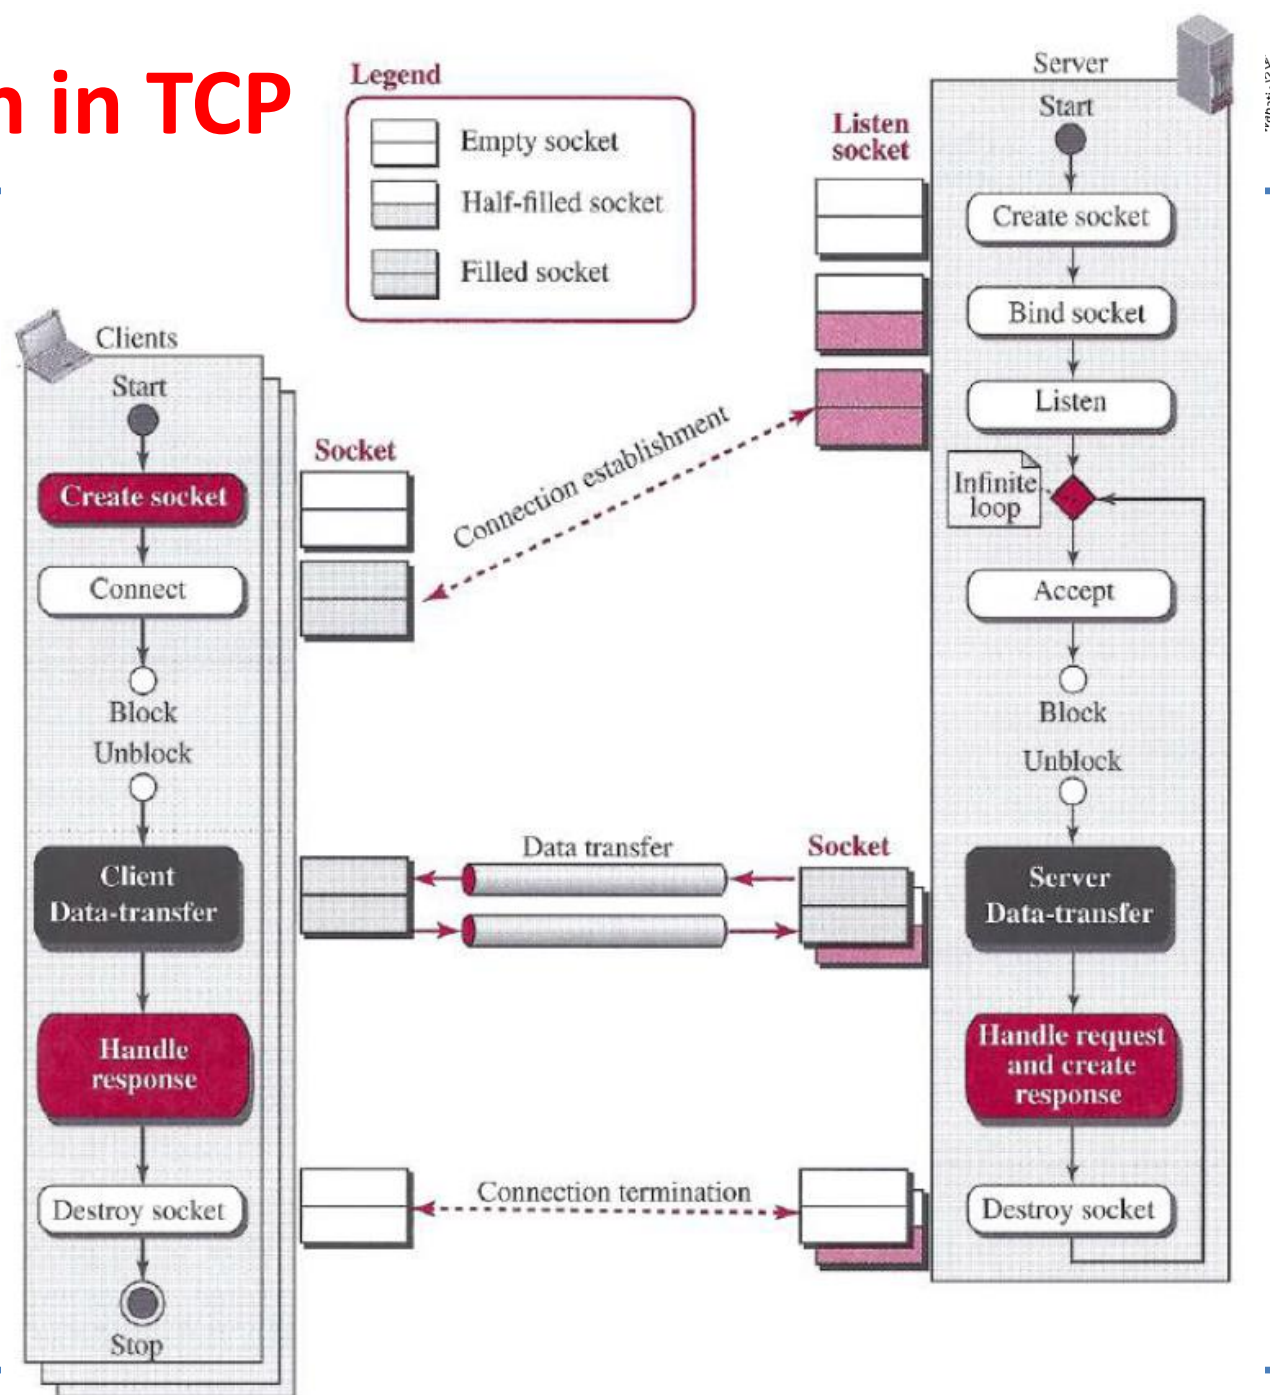 n in TCP
Legend
Empty socket
Half-filled socket
Filled socket
Clients
Start
Create socket
Connect
Block
Unblock
Client
Data-transfer
Handle
response
Destroy socket
Stop
Socket
Connection establishment
Data transfer
Socket
Connection termination
Listen
socket
Server
Start
Create socket
Bind socket
Listen
Infinite
loop
Accept
Block
Unblock
Server
Data-transfer
Handle request
and create
response
Destroy socket